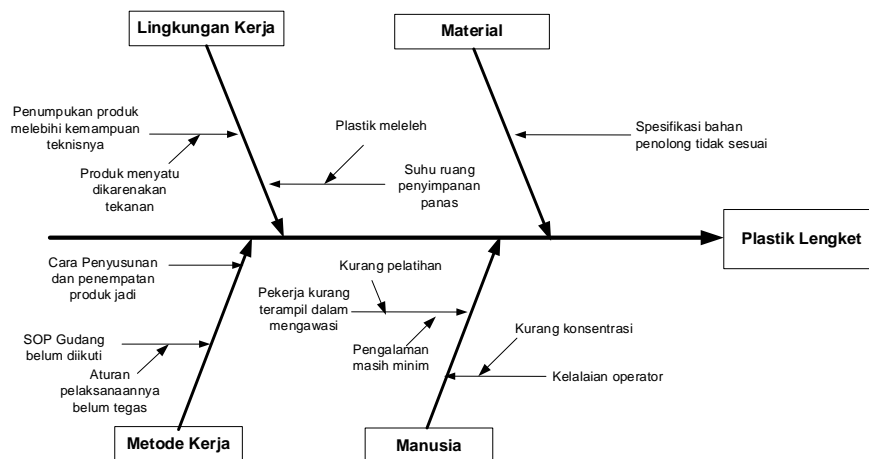 Lingkungan Kerja
Material
Penumpukan produk
melebihi kemampuan
teknisnya
Produk menyatu
dikarenakan
tekanan
Plastik meleleh
Suhu ruang
penyimpanan
panas
Spesifikasi bahan
penolong tidak sesuai
Plastik Lengket
Cara Penyusunan
dan penempatan
produk jadi
SOP Gudang
belum diikuti
Aturan
pelaksanaannya
belum tegas
Kurang pelatihan
Pekerja kurang
terampil dalam
mengawasi
Pengalaman
masih minim
Kurang konsentrasi
Kelalaian operator
Metode Kerja
Manusia